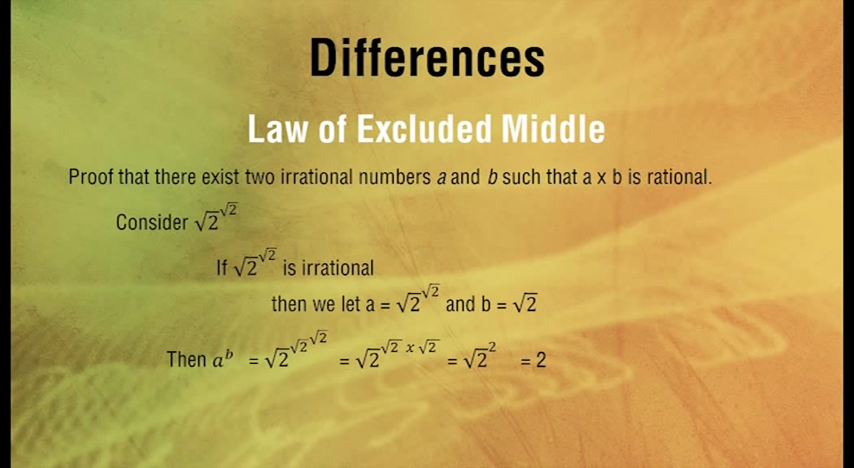 Differences
Law of Excluded Middle
Proof that there exist two irrational numbers a and b such that a x b is rational.
Consider √2^√2
If √2^√2 is irrational
then we let a = √2^√2 and b = √2
Then a^b = √2^√2^√2 = √2^√2 x √2 = √2^2 = 2